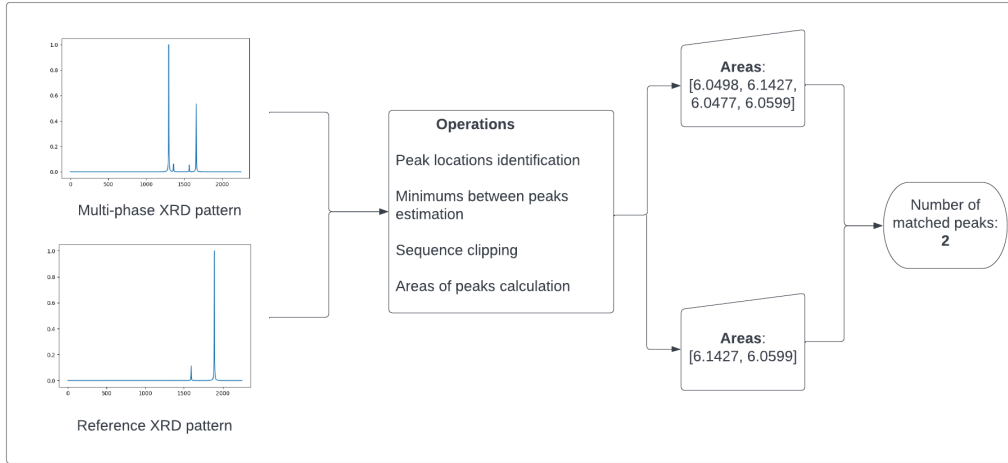 1.0
0.8
0.6
0.4
0.2
0.0
0 500 1000 1500 2000
Multi-phase XRD pattern
1.0
0.8
0.6
0.4
0.2
0.0
0 500 1000 1500 2000
Reference XRD pattern
Operations
Peak locations identification
Minimums between peaks
estimation
Sequence clipping
Areas of peaks calculation
Areas:
[6.0498, 6.1427,
6.0477, 6.0599]
Areas:
[6.1427, 6.0599]
Number of
matched peaks:
2